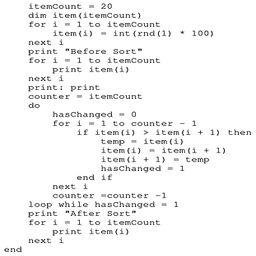 itemCount = 20
dim item(itemCount)
for i = 1 to itemCount
item(i) = int(rnd(1) * 100)
next i
print "Before Sort"
for i = 1 to itemCount
print item(i)
next i
print: print
counter = itemCount
do
hasChanged = 0
for i = 1 to counter - 1
if item(i) > item(i + 1) then
temp = item(i)
item(i) = item(i + 1)
item(i + 1) = temp
hasChanged = 1
end if
next i
counter =counter -1
loop while hasChanged = 1
print "After Sort"
for i = 1 to itemCount
print item(i)
next i
end